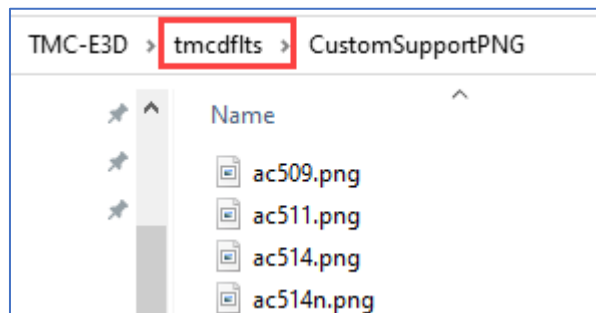 TMC-E3D > tmcdflts > CustomSupportPNG
Name
ac509.png
ac511.png
ac514.png
ac514n.png